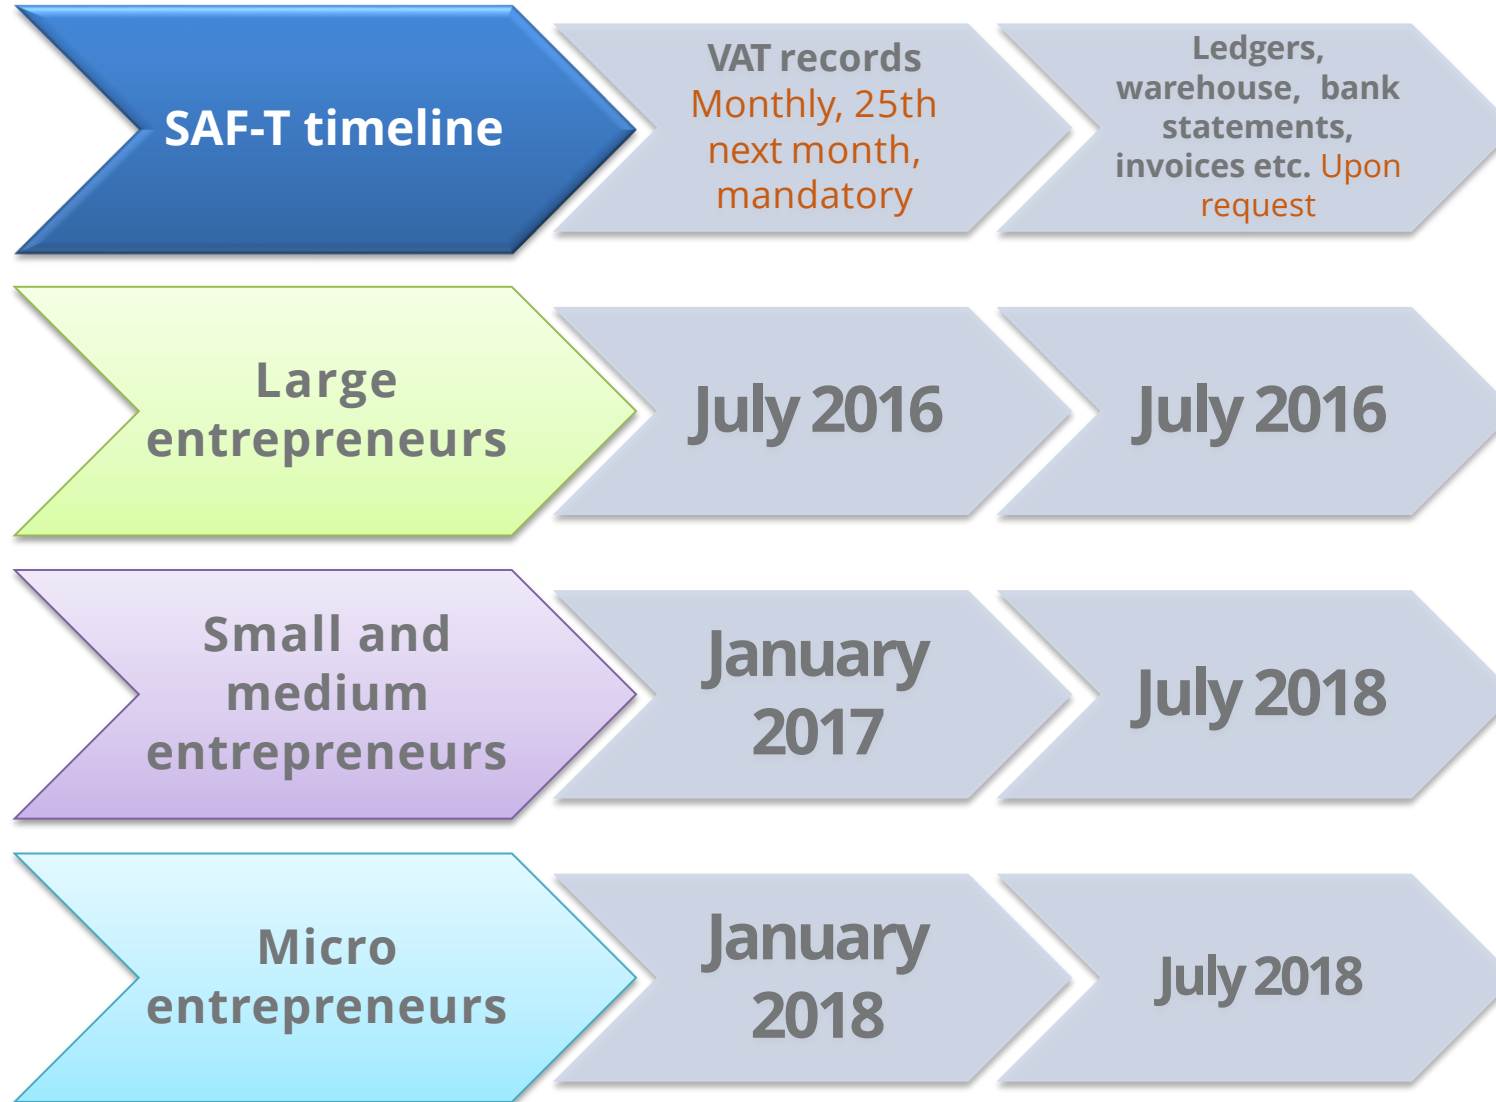 SAF-T timeline
VAT records
Monthly, 25th
next month,
mandatory
Ledgers,
warehouse, bank
statements,
invoices etc. Upon
request
Large
entrepreneurs
July 2016
July 2016
Small and
medium
entrepreneurs
January
2017
July 2018
Micro
entrepreneurs
January
2018
July 2018